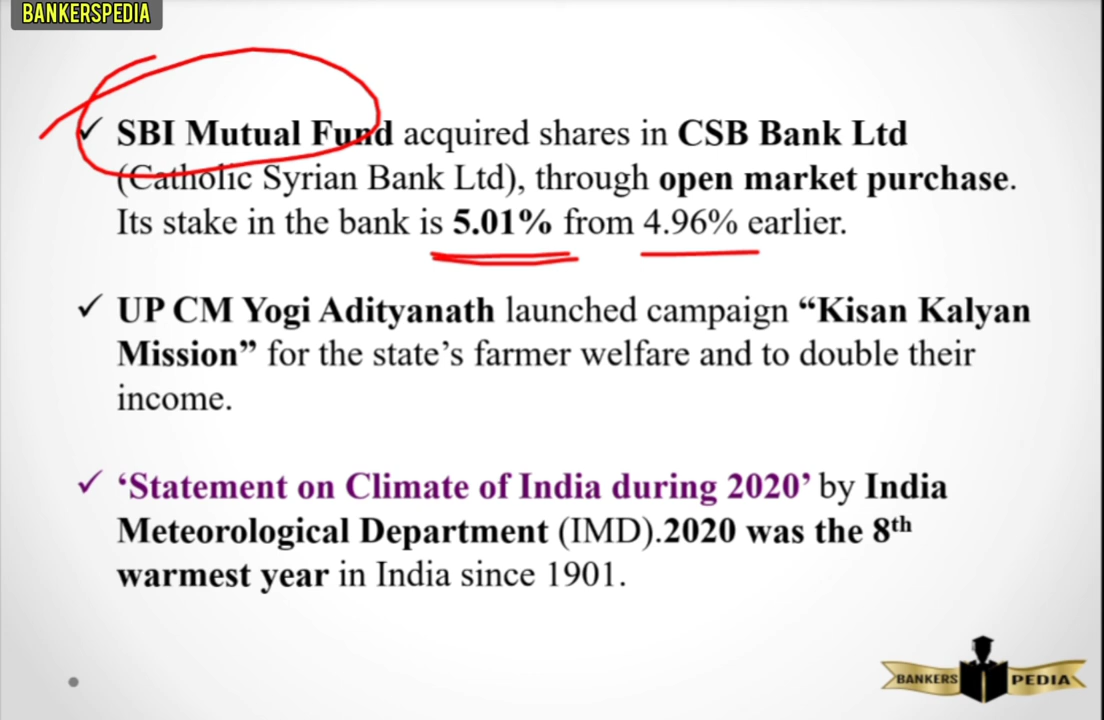 BANKERSPEDIA
✓ SBI Mutual Fund acquired shares in CSB Bank Ltd
(Catholic Syrian Bank Ltd), through open market purchase.
Its stake in the bank is 5.01% from 4.96% earlier.
✓ UP CM Yogi Adityanath launched campaign “Kisan Kalyan
Mission” for the state’s farmer welfare and to double their
income.
✓ ‘Statement on Climate of India during 2020’ by India
Meteorological Department (IMD).2020 was the 8th
warmest year in India since 1901.
BANKERS PEDIA